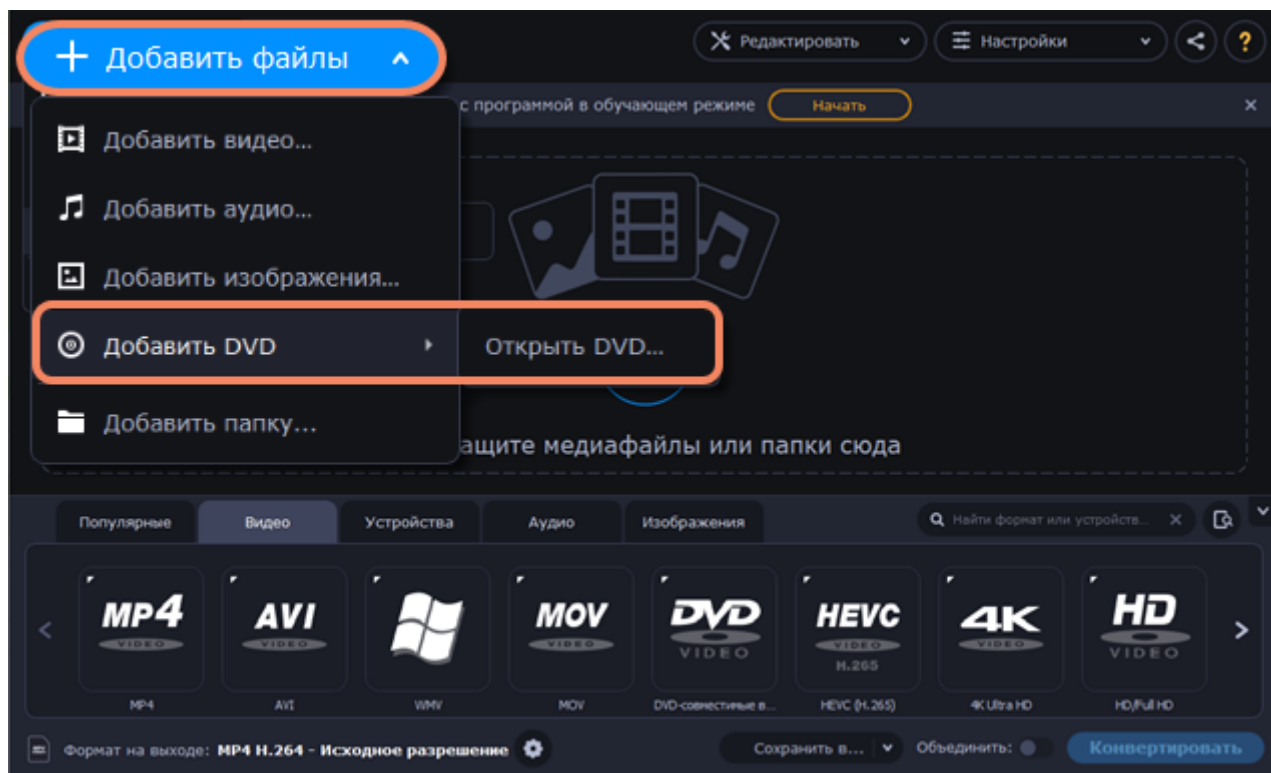 + Добавить файлы
Редактировать
Настройки
?
с программой в обучающем режиме
Начать
Добавить видео...
Добавить аудио...
Добавить изображения...
Добавить DVD
Открыть DVD...
Добавить папку...
ащите медиафайлы или папки сюда
Популярные
Видео
Устройства
Аудио
Изображения
Найти формат или устройств...
MP4 VIDEO
AVI VIDEO
MOV VIDEO
DVD VIDEO
HEVC VIDEO H.265
4K VIDEO
HD VIDEO
MP4
AVI
WMV
MOV
DVD-совместимые в...
HEVC (H.265)
4K Ultra HD
HD/Full HD
Формат на выходе: MP4 H.264 - Исходное разрешение
Сохранить в...
Объединить:
Конвертировать